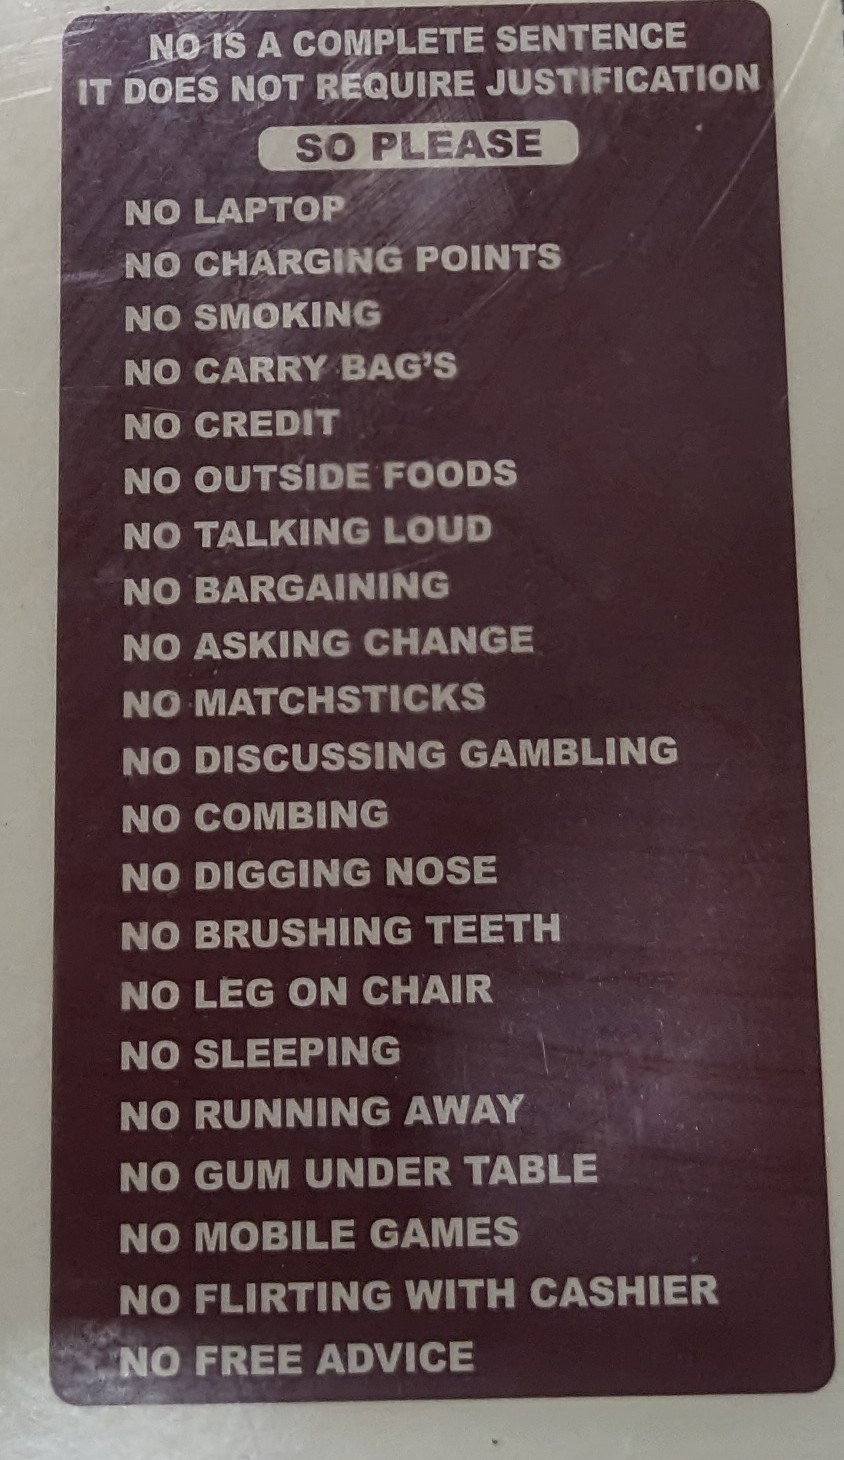 NO IS A COMPLETE SENTENCE
IT DOES NOT REQUIRE JUSTIFICATION
SO PLEASE
NO LAPTOP
NO CHARGING POINTS
NO SMOKING
NO CARRY BAG'S
NO CREDIT
NO OUTSIDE FOODS
NO TALKING LOUD
NO BARGAINING
NO ASKING CHANGE
NO MATCHSTICKS
NO DISCUSSING GAMBLING
NO COMBING
NO DIGGING NOSE
NO BRUSHING TEETH
NO LEG ON CHAIR
NO SLEEPING
NO RUNNING AWAY
NO GUM UNDER TABLE
NO MOBILE GAMES
NO FLIRTING WITH CASHIER
NO FREE ADVICE